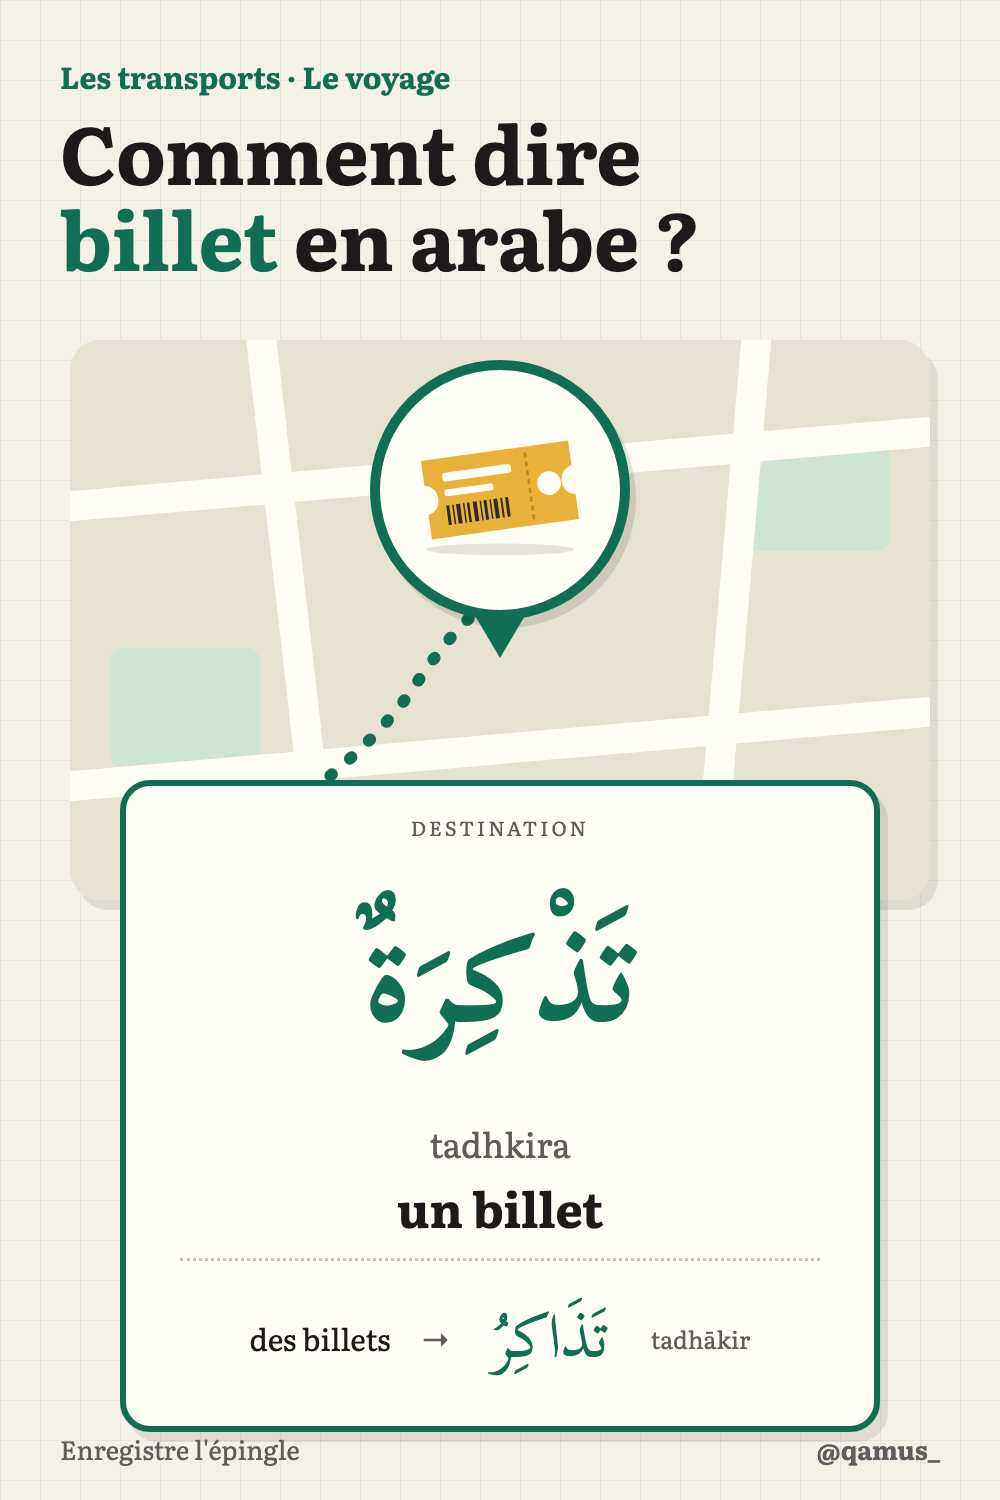 Les transports · Le voyage
Comment dire
billet en arabe ?
DESTINATION
تَذْكِرَةٌ
tadhkira
un billet
des billets → تَذَاكِرُ tadhākir
Enregistre l'épingle @qamus_